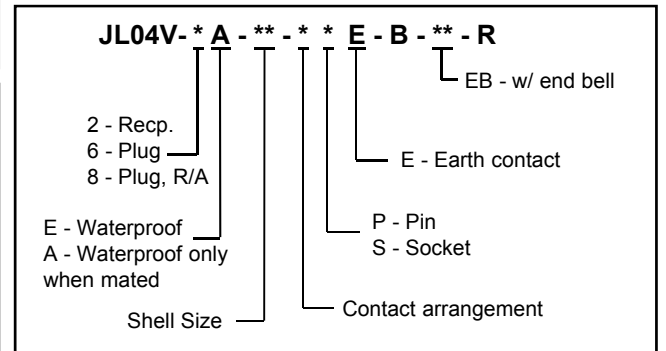 JL04V- * A - ** - * * E - B - ** - R
EB - w/ end bell
2 - Recp.
6 - Plug
8 - Plug, R/A
E - Earth contact
E - Waterproof
A - Waterproof only
when mated
P - Pin
S - Socket
Contact arrangement
Shell Size